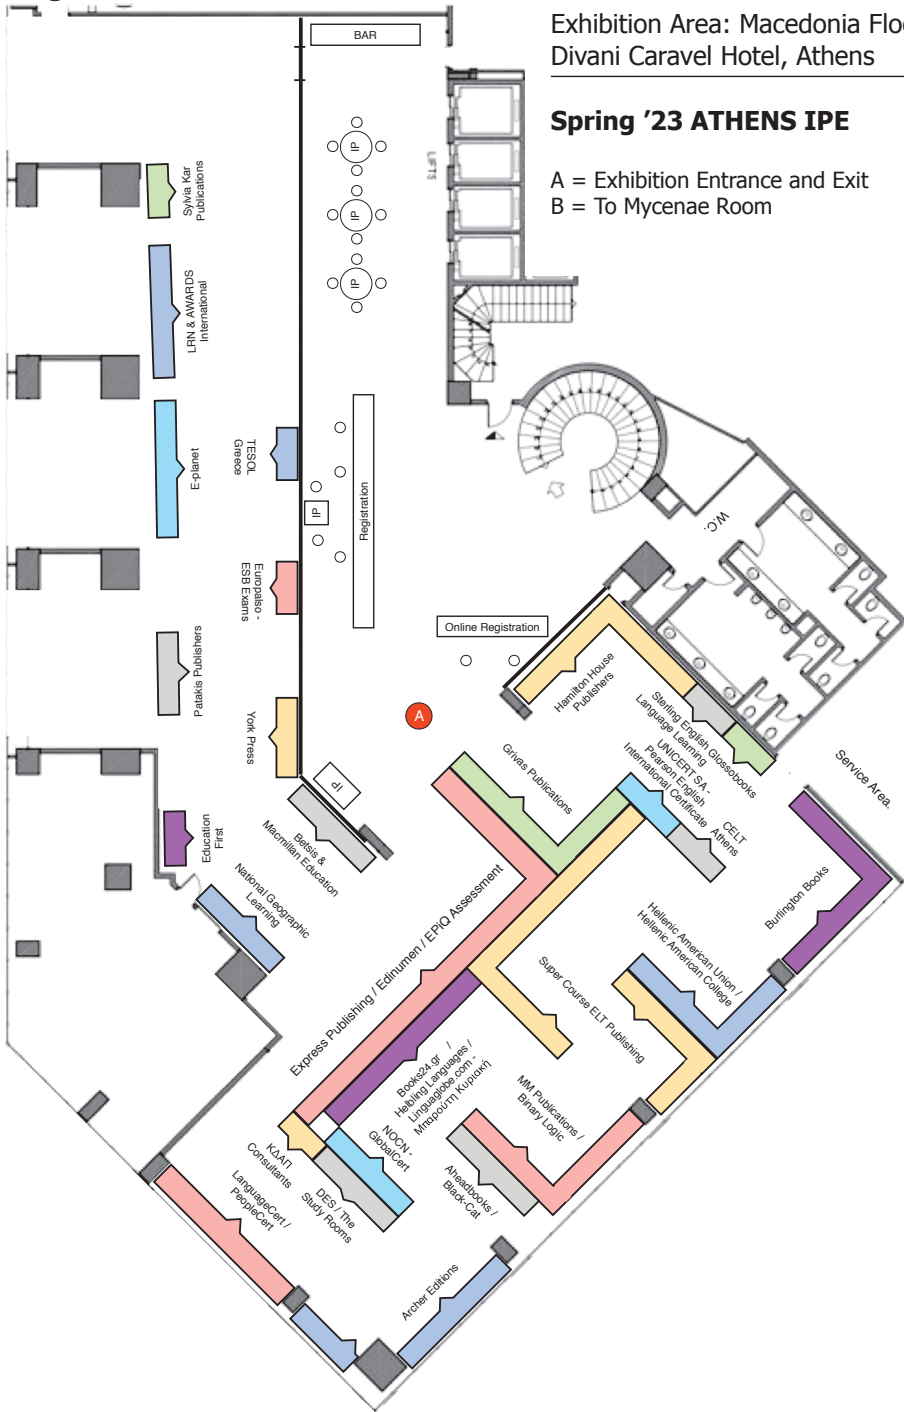 Exhibition Area: Macedonia
Divani Caravel Hotel, Athens
Spring ’23 ATHENS IPE
A = Exhibition Entrance and Exit
B = To Mycenae Room
BAR
IP
IP
IP
LIFTS
Sylvia Kar
Publications
LRN & AWARDS
International
E-planet
TESOL
Greece
IP
Registration
Europalso -
ESB Exams
Patakis Publishers
York Press
IP
Online Registration
A
W.C.
Hamilton House
Publishers
Sterling English Glossobooks
Language Learning
UNICERT SA -
Pearson English
International Certificate
CELT
Athens
Service Area.
Grivas Publications
Betsis &
Macmillan Education
Education
First
National Geographic
Learning
Express Publishing / Edinumen / EPiQ Assessment
Burlington Books
Hellenic American Union /
Hellenic American College
Super Course ELT Publishing
Books24.gr /
Helbling Languages /
Linguaglobe.com -
Μπαρούτη Κυριακή
MM Publications /
Binary Logic
NOCN -
GlobalCert
ΚΔΑΠ
Consultants
DES / The
Study Rooms
Aheadbooks /
Black-Cat
LanguageCert /
PeopleCert
Archer Editions